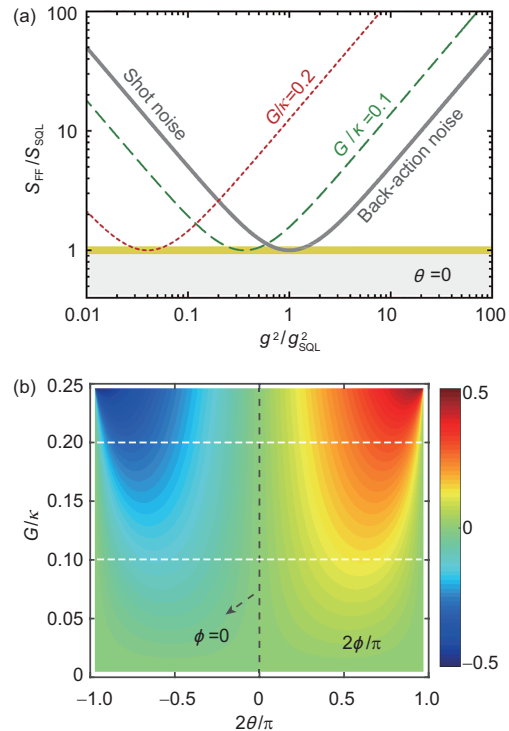 (a)
100
10
1
S_FF/S_SQL
Shot noise
G/κ=0.2
G/κ=0.1
Back-action noise
θ=0
0.01 0.1 1 10 100
g²/g²_SQL
(b)
0.25
0.20
0.15
0.10
0.05
0
G/κ
ϕ=0
2ϕ/π
−1.0 −0.5 0 0.5 1.0
2θ/π
0.5
0
−0.5